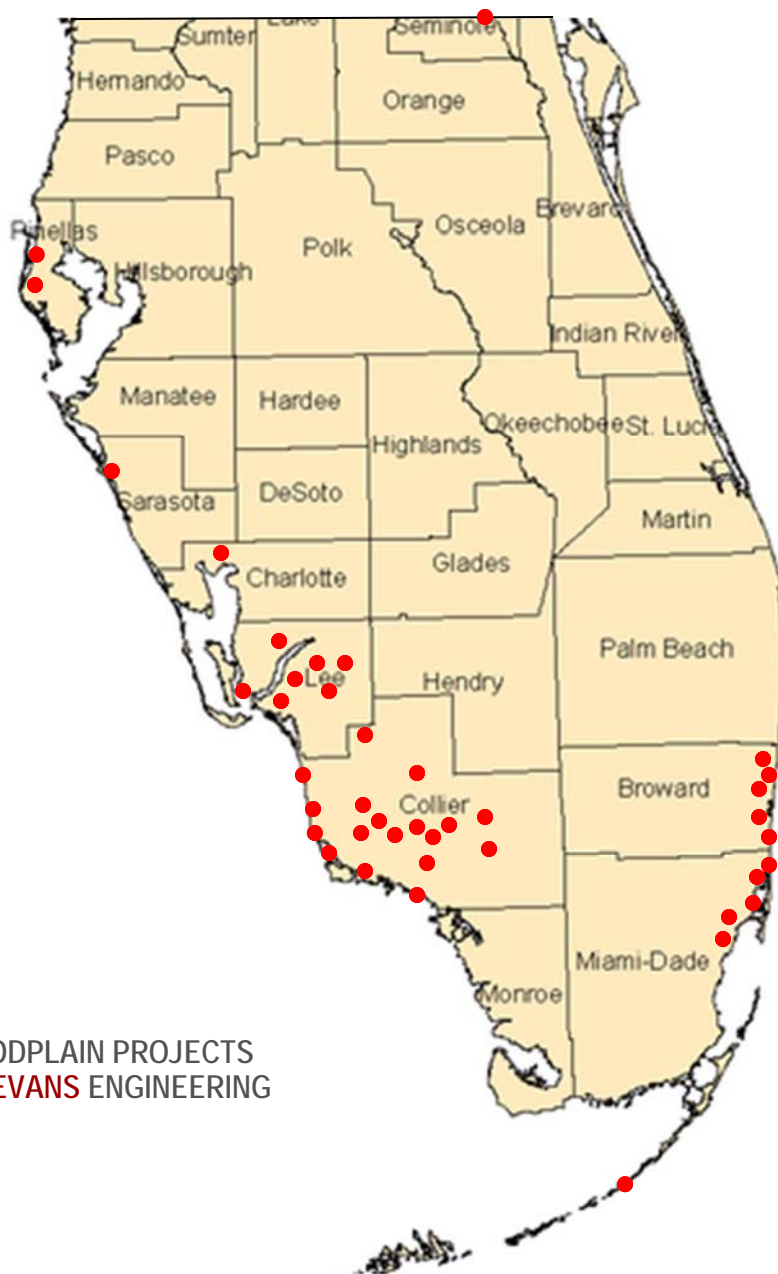 Seminole
Sumter
Hernando
Orange
Pasco
Brevard
Pinellas
Osceola
Polk
Hillsborough
Indian River
Manatee
Hardee
Okeechobee
St. Luci
Highlands
DeSoto
Sarasota
Martin
Glades
Charlotte
Palm Beach
Lee
Hendry
Broward
Collier
Miami-Dade
Monroe
ODPLAIN PROJECTS
EVANS ENGINEERING